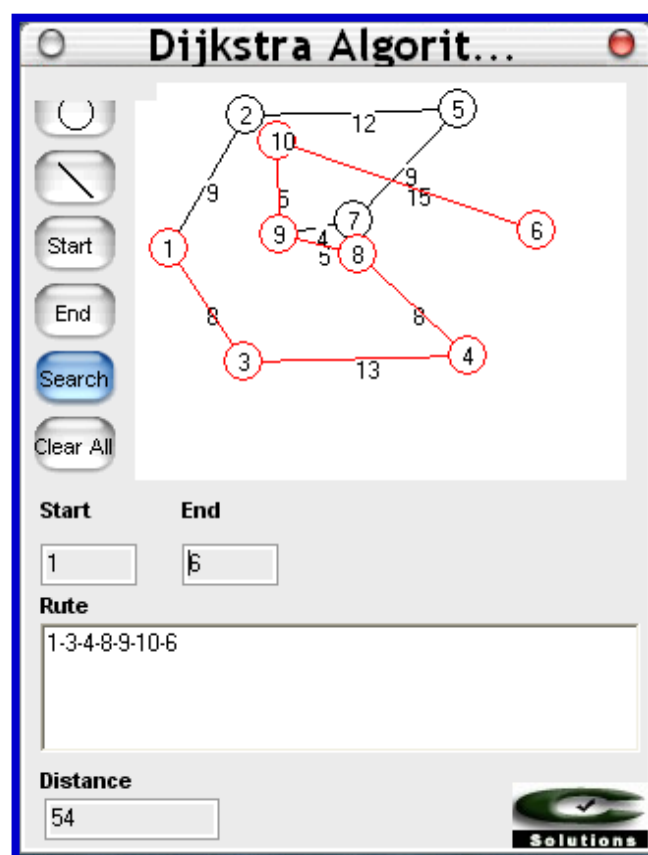 Dijkstra Algorit...
2
5
12
10
9
9
5
15
7
6
1
9
4
Start
5
8
End
8
8
3
4
Search
13
Clear All
Start End
1 6
Rute
1-3-4-8-9-10-6
Distance
54
Solutions